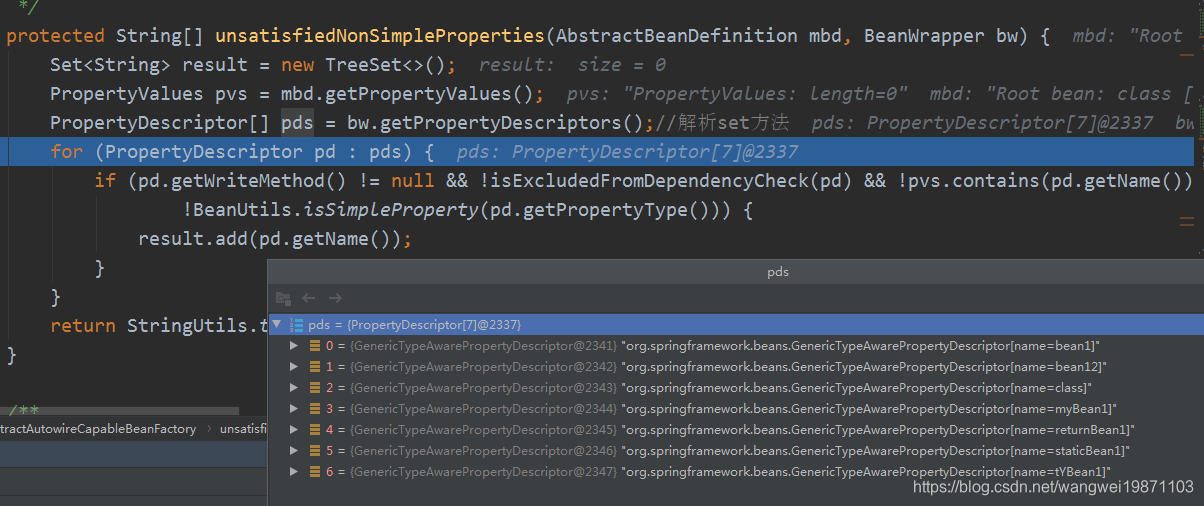 */
protected String[] unsatisfiedNonSimpleProperties(AbstractBeanDefinition mbd, BeanWrapper bw) { mbd: "Root
Set<String> result = new TreeSet<>(); result: size = 0
PropertyValues pvs = mbd.getPropertyValues(); pvs: "PropertyValues: length=0" mbd: "Root bean: class [
PropertyDescriptor[] pds = bw.getPropertyDescriptors();//解析set方法 pds: PropertyDescriptor[7]@2337 bw
for (PropertyDescriptor pd : pds) { pds: PropertyDescriptor[7]@2337
if (pd.getWriteMethod() != null && !isExcludedFromDependencyCheck(pd) && !pvs.contains(pd.getName())
!BeanUtils.isSimpleProperty(pd.getPropertyType())) {
result.add(pd.getName());
}
}
return StringUtils.t
}
/**
pds
pds = {PropertyDescriptor[7]@2337}
0 = {GenericTypeAwarePropertyDescriptor@2341} "org.springframework.beans.GenericTypeAwarePropertyDescriptor[name=bean1]"
1 = {GenericTypeAwarePropertyDescriptor@2342} "org.springframework.beans.GenericTypeAwarePropertyDescriptor[name=bean12]"
2 = {GenericTypeAwarePropertyDescriptor@2343} "org.springframework.beans.GenericTypeAwarePropertyDescriptor[name=class]"
3 = {GenericTypeAwarePropertyDescriptor@2344} "org.springframework.beans.GenericTypeAwarePropertyDescriptor[name=myBean1]"
4 = {GenericTypeAwarePropertyDescriptor@2345} "org.springframework.beans.GenericTypeAwarePropertyDescriptor[name=returnBean1]"
5 = {GenericTypeAwarePropertyDescriptor@2346} "org.springframework.beans.GenericTypeAwarePropertyDescriptor[name=staticBean1]"
6 = {GenericTypeAwarePropertyDescriptor@2347} "org.springframework.beans.GenericTypeAwarePropertyDescriptor[name=tYBean1]"
tractAutowireCapableBeanFactory › unsatisfi
https://blog.csdn.net/wangwei19871103